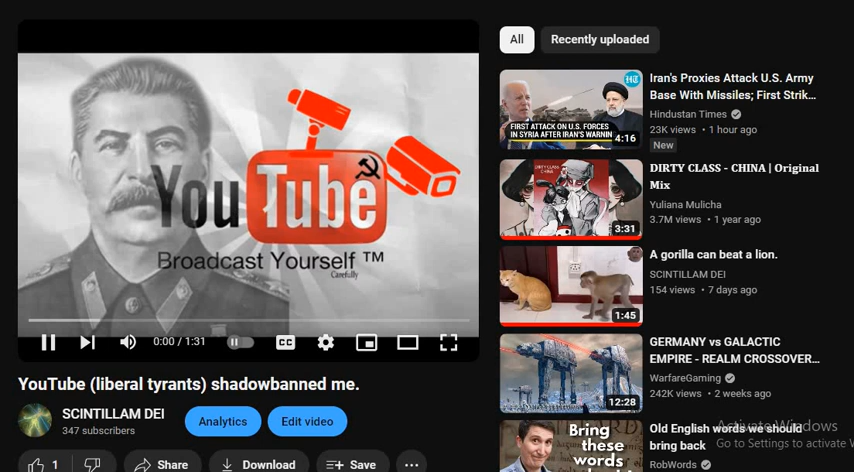 YouTube
Broadcast Yourself ™
Carefully
0:00 / 1:31
CC
YouTube (liberal tyrants) shadowbanned me.
SCINTILLAM DEI
347 subscribers
Analytics
Edit video
1
Share
Download
Save
All
Recently uploaded
HT
FIRST ATTACK ON U.S. FORCES
IN SYRIA AFTER IRAN'S WARNIN
4:16
Iran's Proxies Attack U.S. Army
Base With Missiles; First Strik...
Hindustan Times
23K views • 1 hour ago
New
DIRTY CLASS - CHINA
3:31
DIRTY CLASS - CHINA | Original
Mix
Yuliana Mulicha
3.7M views • 1 year ago
1:45
A gorilla can beat a lion.
SCINTILLAM DEI
154 views • 7 days ago
12:28
GERMANY vs GALACTIC
EMPIRE - REALM CROSSOVER...
WarfareGaming
242K views • 2 weeks ago
Bring
these
words
Old English words we should
bring back
RobWords
Activate Windows
Go to Settings to activate W